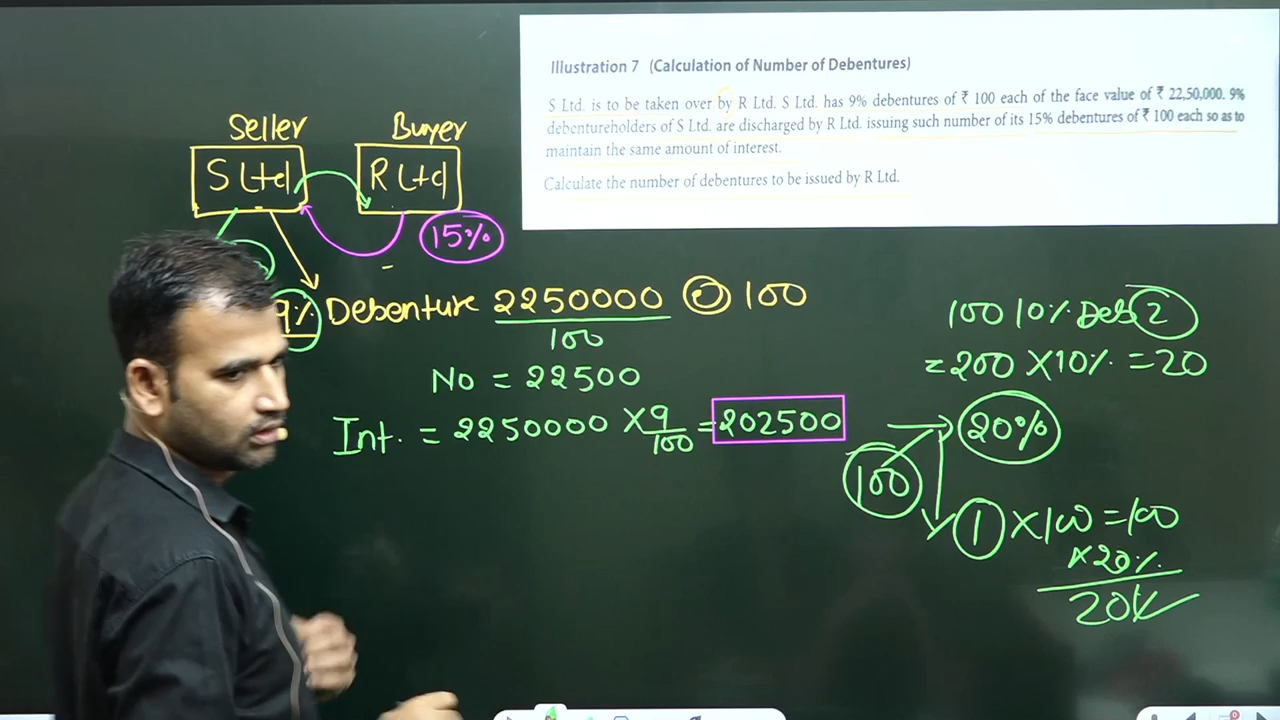 Illustration 7 (Calculation of Number of Debentures)
S Ltd. is to be taken over by R Ltd. S Ltd. has 9% debentures of ₹ 100 each of the face value of ₹ 22,50,000. 9%
debentureholders of S Ltd. are discharged by R Ltd. issuing such number of its 15% debentures of ₹ 100 each so as to
maintain the same amount of interest.
Calculate the number of debentures to be issued by R Ltd.
Seller Buyer
S Ltd R Ltd
15%
9% Debenture 2250000 @ 100
100
No = 22500
Int. = 2250000 × 9/100 = 202500
100 10% Deb 2
= 200 × 10% = 20
20%
100
1 × 100 = 100
× 20%
20